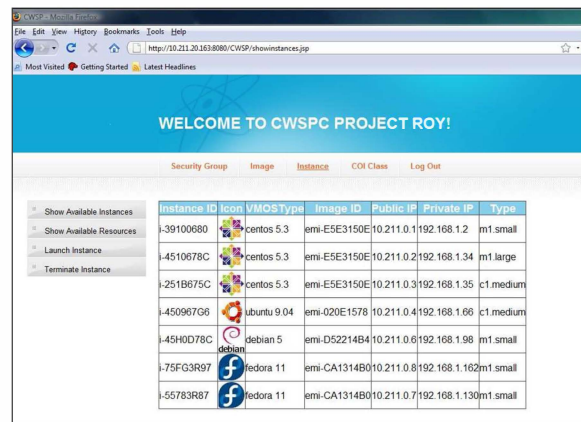 CWSP - Mozilla Firefox
File Edit View History Bookmarks Tools Help
http://10.211.20.163:8080/CWSP/showinstances.jsp
Most Visited Getting Started Latest Headlines
WELCOME TO CWSPC PROJECT ROY!
Security Group Image Instance COI Class Log Out
Show Available Instances
Show Available Resources
Launch Instance
Terminate Instance
Instance ID Icon VMOSType Image ID Public IP Private IP Type
i-39100680 centos 5.3 emi-E5E3150E 10.211.0.1 192.168.1.2 m1.small
i-4510678C centos 5.3 emi-E5E3150E 10.211.0.2 192.168.1.34 m1.large
i-251B675C centos 5.3 emi-E5E3150E 10.211.0.3 192.168.1.35 c1.medium
i-450967G6 ubuntu 9.04 emi-020E1578 10.211.0.4 192.168.1.66 c1.medium
i-45H0D78C debian debian 5 emi-D52214B4 10.211.0.6 192.168.1.98 m1.small
i-75FG3R97 fedora 11 emi-CA1314B0 10.211.0.8 192.168.1.162 m1.small
i-55783R87 fedora 11 emi-CA1314B0 10.211.0.7 192.168.1.130 m1.small